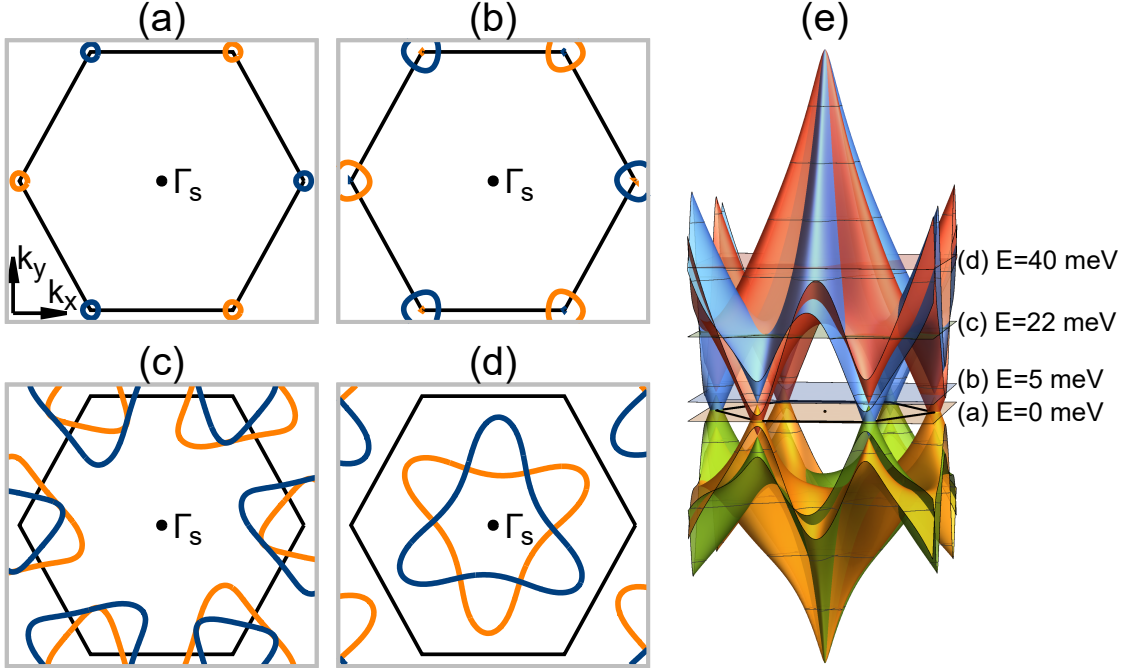 (a)
(b)
(e)
Γs
Γs
ky
kx
(d) E=40 meV
(c) E=22 meV
(b) E=5 meV
(a) E=0 meV
(c)
(d)
Γs
Γs